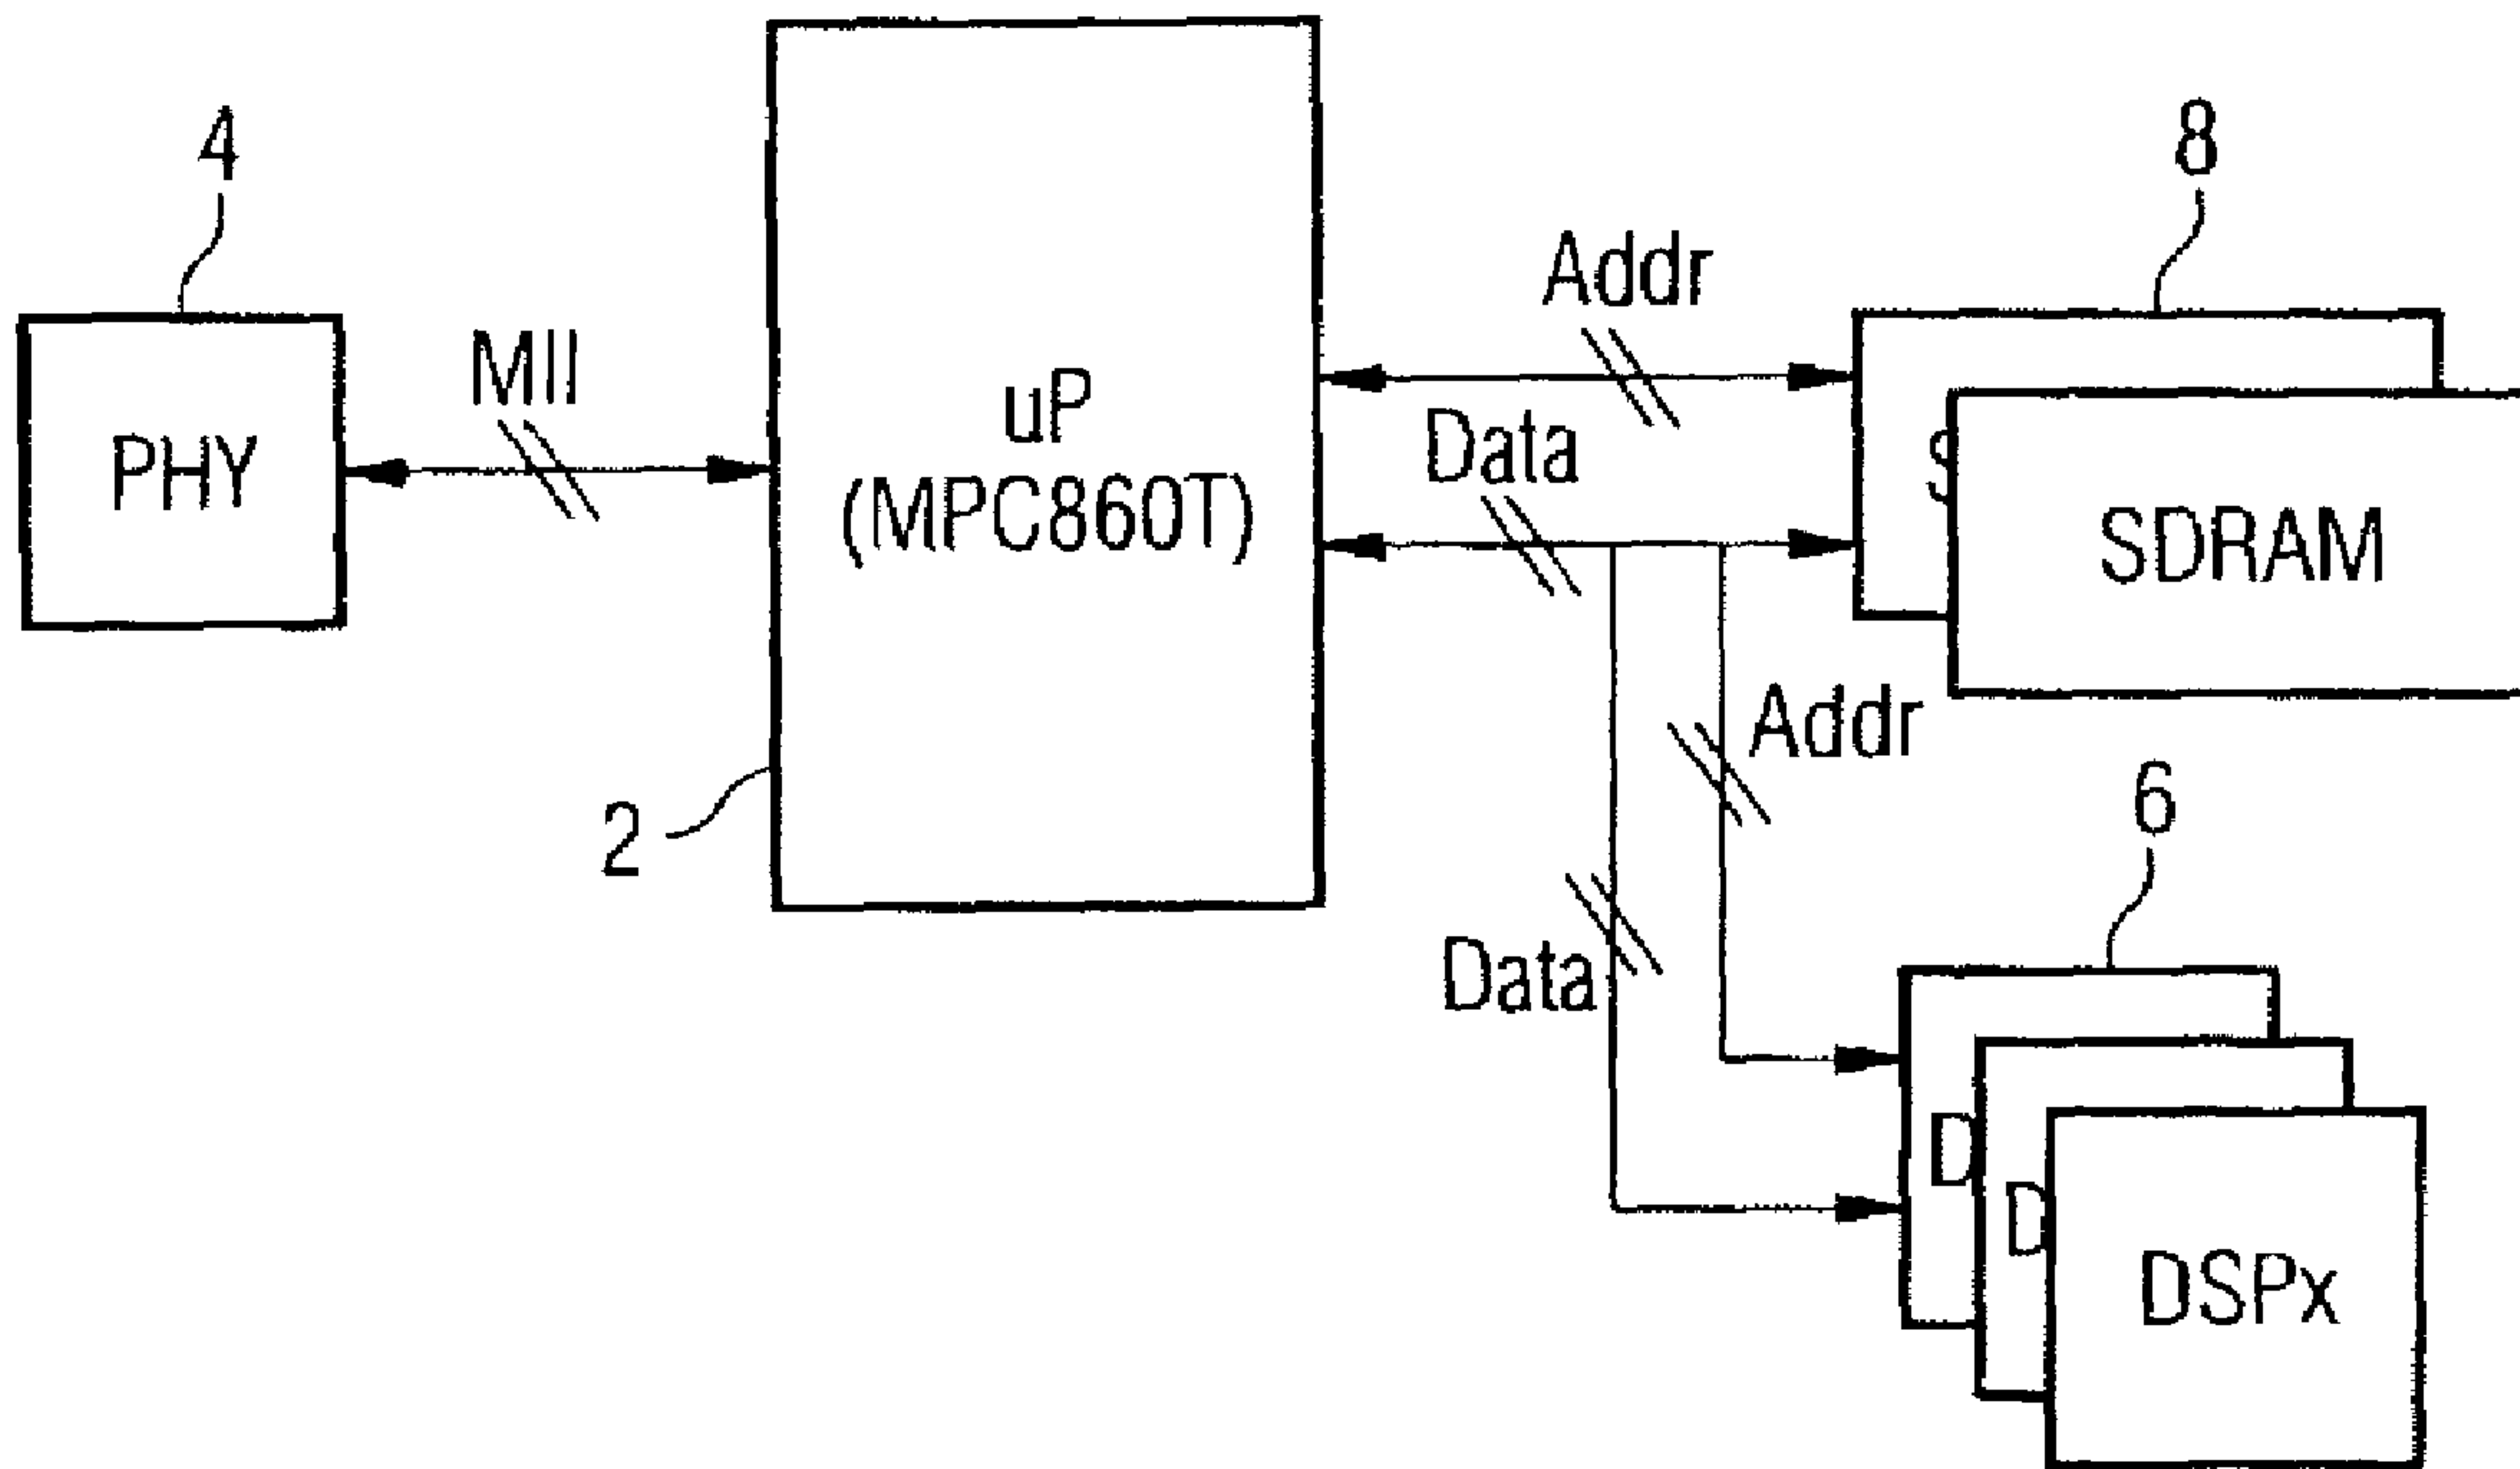 4
8
Addr
MII
uP
(MPC860T)
Data
PHY
S
SDRAM
Addr
6
2
Data
D
D
DSPx